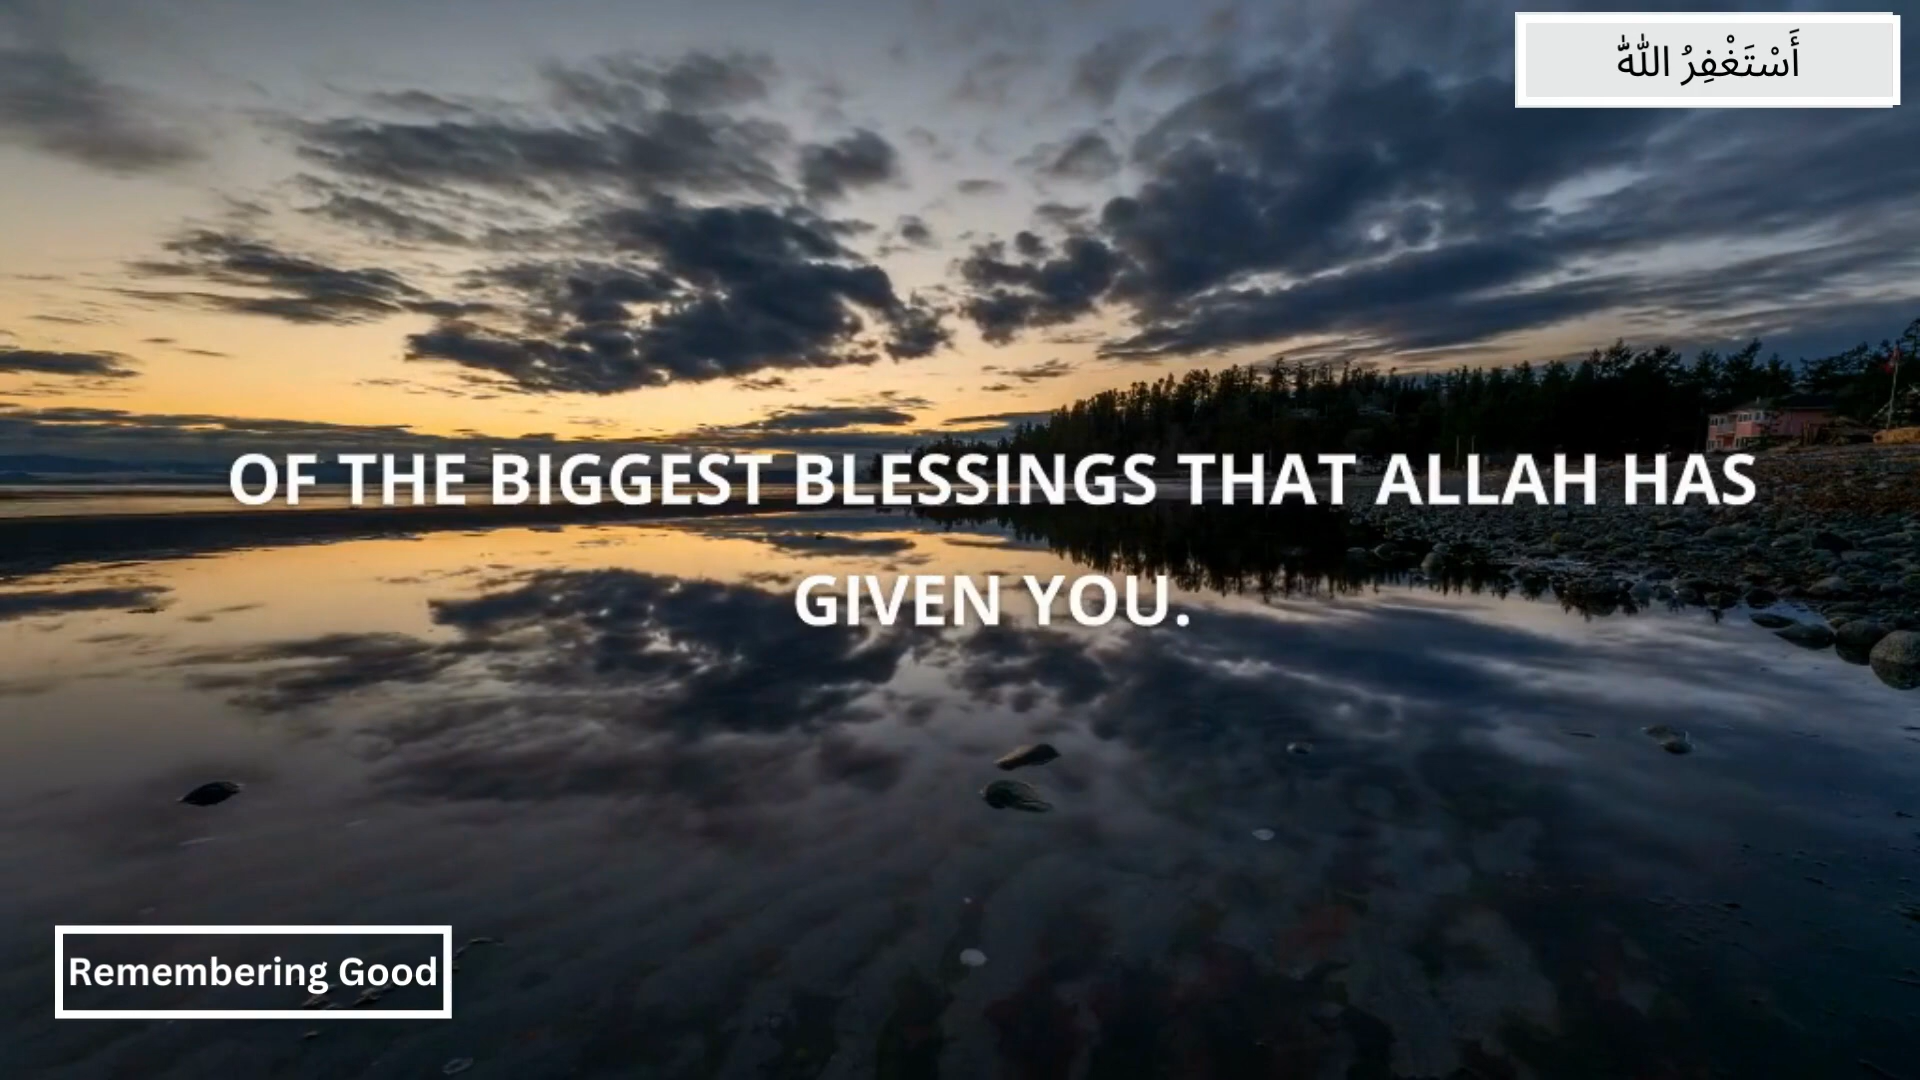 أَسْتَغْفِرُ اللّٰهَ
OF THE BIGGEST BLESSINGS THAT ALLAH HAS
GIVEN YOU.
Remembering Good